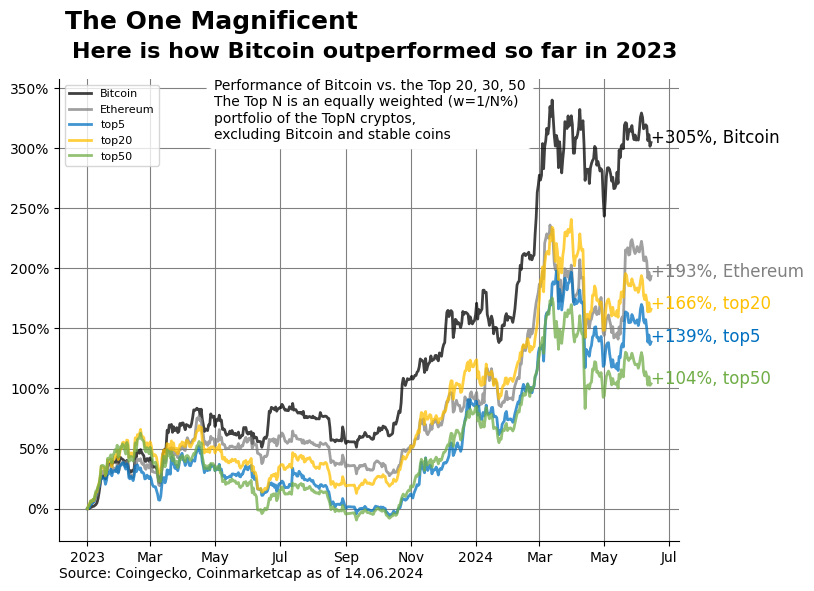 The One Magnificent
Here is how Bitcoin outperformed so far in 2023
350%
300%
250%
200%
150%
100%
50%
0%
Bitcoin
Ethereum
top5
top20
top50
Performance of Bitcoin vs. the Top 20, 30, 50
The Top N is an equally weighted (w=1/N%)
portfolio of the TopN cryptos,
excluding Bitcoin and stable coins
+305%, Bitcoin
+193%, Ethereum
+166%, top20
+139%, top5
+104%, top50
2023 Mar May Jul Sep Nov 2024 Mar May Jul
Source: Coingecko, Coinmarketcap as of 14.06.2024